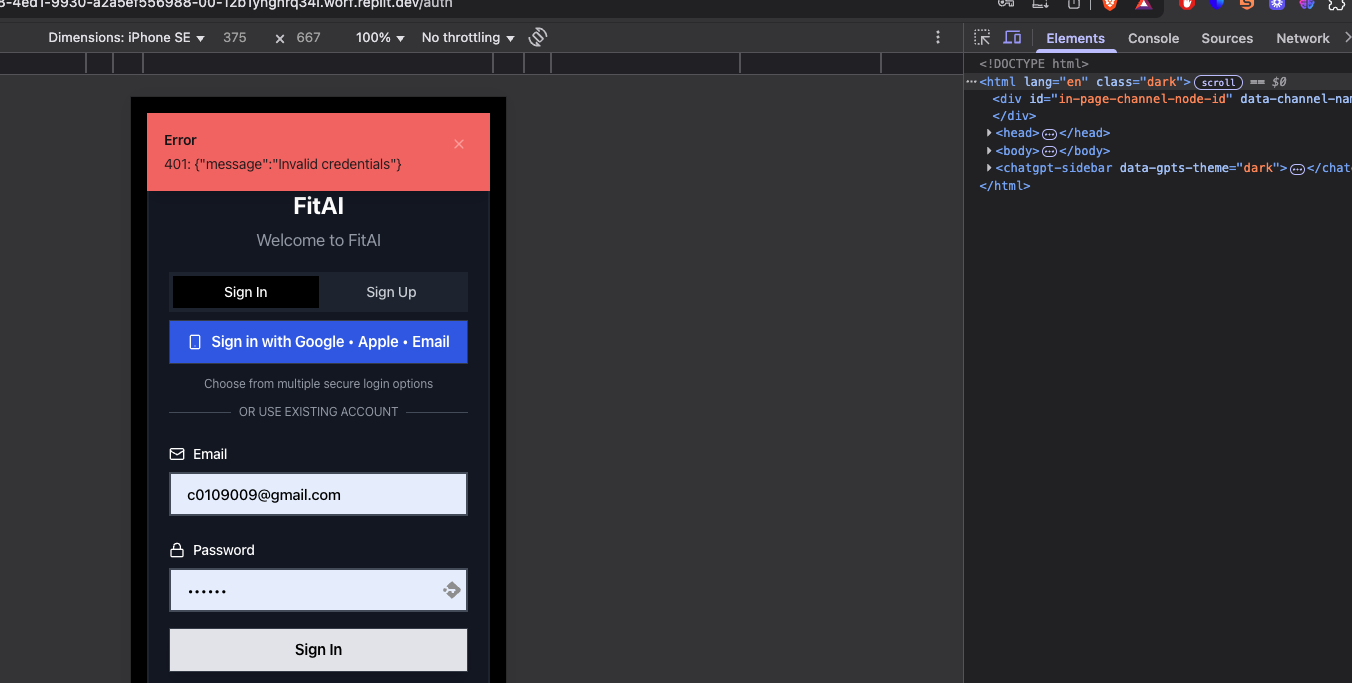 3-4ed1-9930-a2a5ef556988-00-12b1yhghrq34i.worf.replit.dev/auth
Dimensions: iPhone SE 375 × 667 100% No throttling
Elements Console Sources Network
<!DOCTYPE html>
<html lang="en" class="dark"> scroll == $0
<div id="in-page-channel-node-id" data-channel-nam
</div>
<head> </head>
<body> </body>
<chatgpt-sidebar data-gpts-theme="dark"> </chat
</html>
Error
401: {"message":"Invalid credentials"}
FitAI
Welcome to FitAI
Sign In Sign Up
Sign in with Google • Apple • Email
Choose from multiple secure login options
OR USE EXISTING ACCOUNT
Email
c0109009@gmail.com
Password
••••••
Sign In